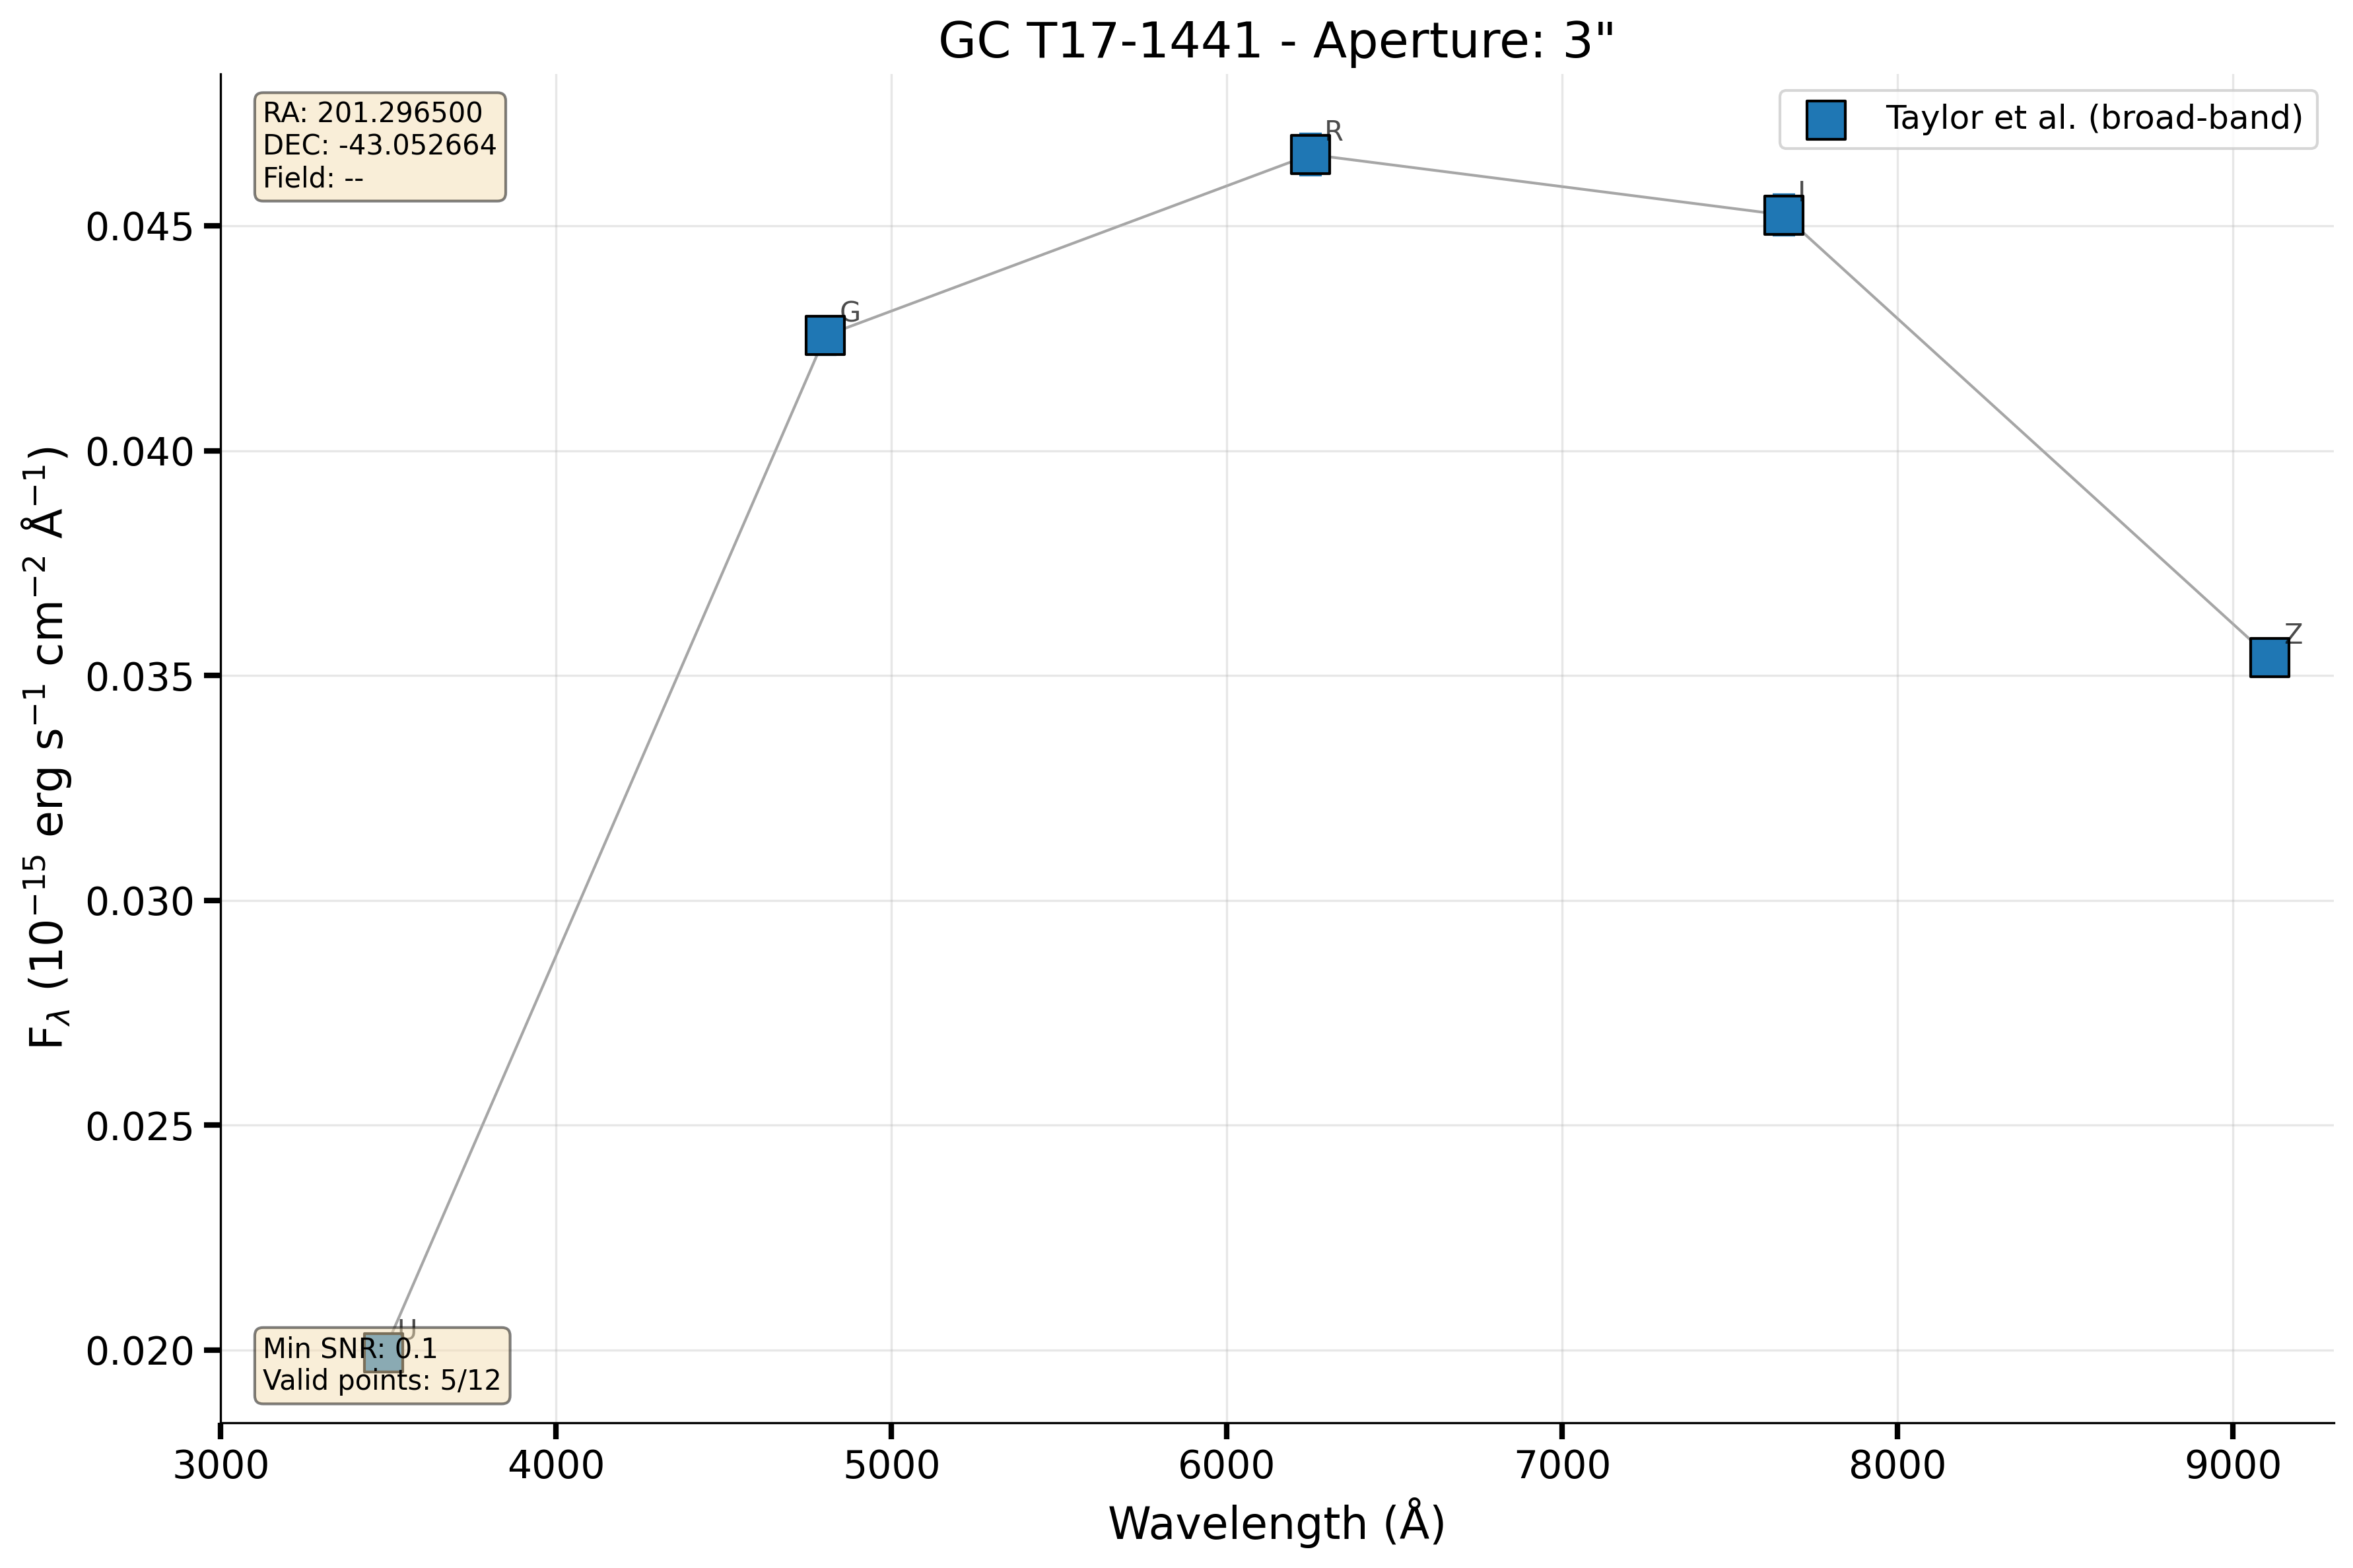 GC T17-1441 - Aperture: 3"
RA: 201.296500
DEC: -43.052664
Field: --
Taylor et al. (broad-band)
R
I
G
Z
U
0.045
0.040
0.035
0.030
0.025
0.020
F_λ (10⁻¹⁵ erg s⁻¹ cm⁻² Å⁻¹)
Min SNR: 0.1
Valid points: 5/12
3000 4000 5000 6000 7000 8000 9000
Wavelength (Å)